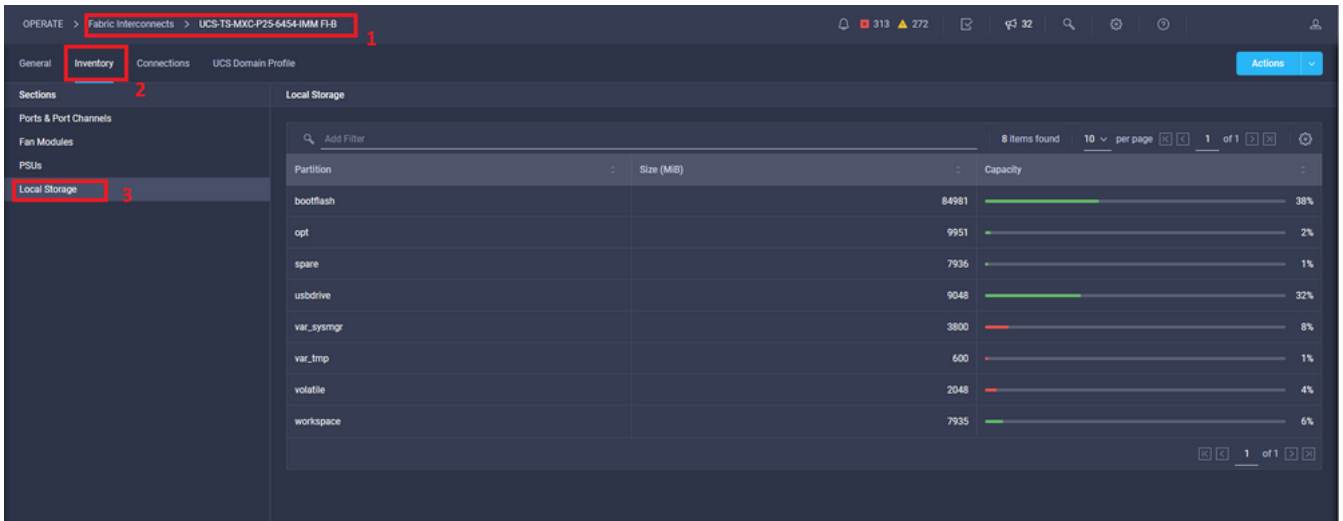 OPERATE > Fabric Interconnects > UCS-TS-MXC-P25-6454-IMM FI-B 313 272 32
1
General Inventory Connections UCS Domain Profile Actions
2
Sections Local Storage
Ports & Port Channels
Fan Modules
PSUs
Local Storage 3
Add Filter 8 items found 10 per page 1 of 1
Partition Size (MiB) Capacity
bootflash 84981 38%
opt 9951 2%
spare 7936 1%
usbdrive 9048 32%
var_sysmgr 3800 8%
var_tmp 600 1%
volatile 2048 4%
workspace 7935 6%
1 of 1